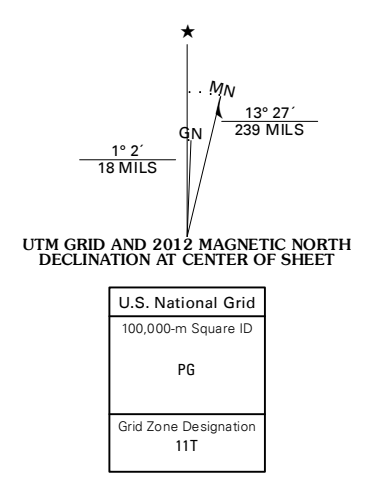 ★
MN
13° 27´
239 MILS
GN
1° 2´
18 MILS
UTM GRID AND 2012 MAGNETIC NORTH
DECLINATION AT CENTER OF SHEET
U.S. National Grid
100,000-m Square ID
PG
Grid Zone Designation
11T